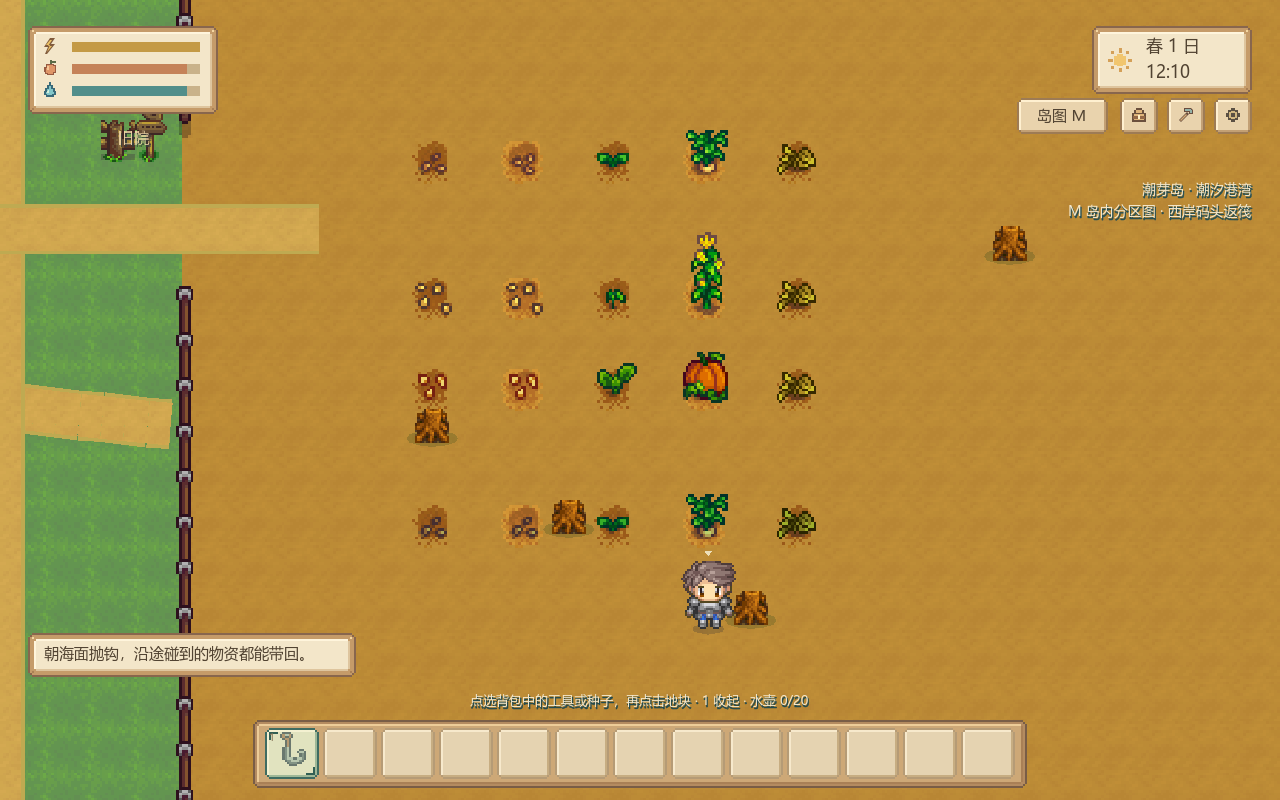 春 1 日
12:10
岛图 M
旧院
潮芽岛 · 潮汐港湾
M 岛内分区图 · 西岸码头返筏
朝海面抛钩，沿途碰到的物资都能带回。
点选背包中的工具或种子，再点击地块 · 1 收起 · 水壶 0/20